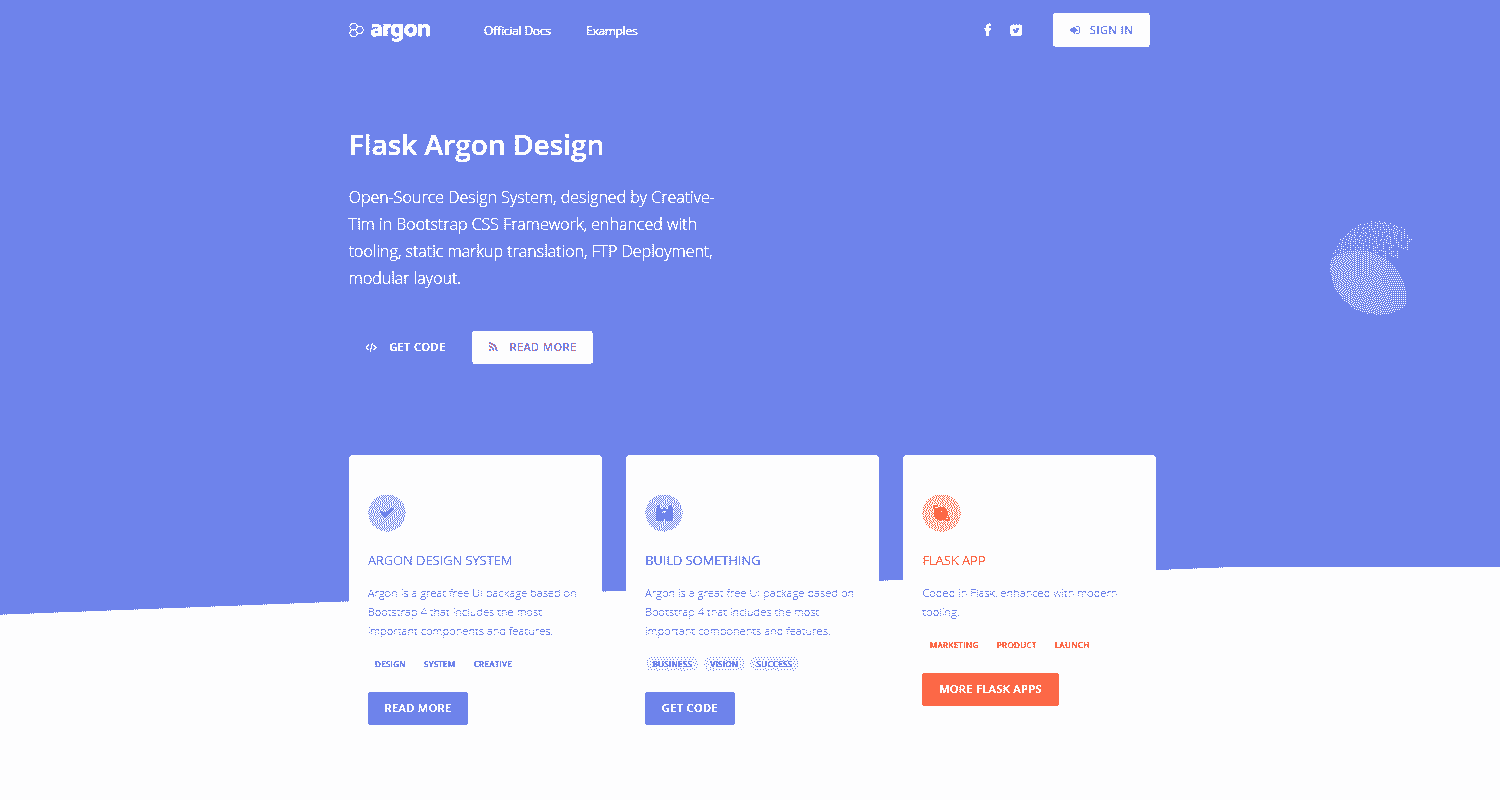 argon
Official Docs
Examples
SIGN IN
Flask Argon Design
Open-Source Design System, designed by Creative-
Tim in Bootstrap CSS Framework, enhanced with
tooling, static markup translation, FTP Deployment,
modular layout.
GET CODE
READ MORE
ARGON DESIGN SYSTEM
Argon is a great free UI package based on
Bootstrap 4 that includes the most
important components and features.
DESIGN SYSTEM CREATIVE
READ MORE
BUILD SOMETHING
Argon is a great free UI package based on
Bootstrap 4 that includes the most
important components and features.
BUSINESS VISION SUCCESS
GET CODE
FLASK APP
Coded in Flask, enhanced with modern
tooling.
MARKETING PRODUCT LAUNCH
MORE FLASK APPS